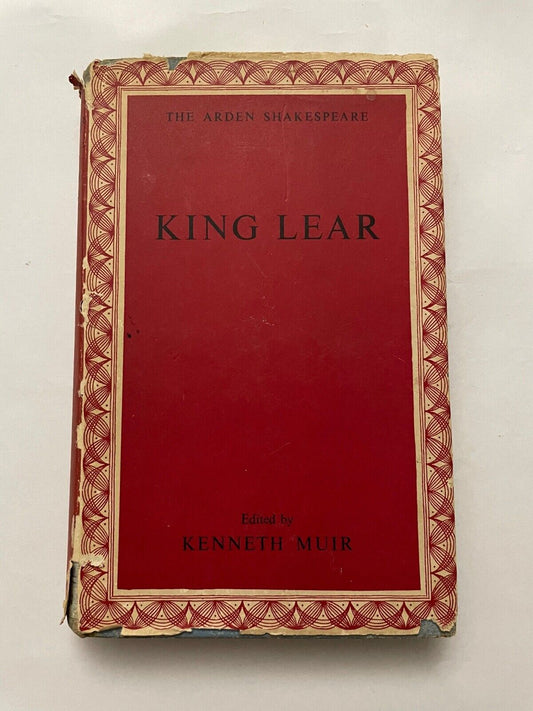 THE ARDEN SHAKESPEARE
KING LEAR
Edited by
KENNETH MUIR